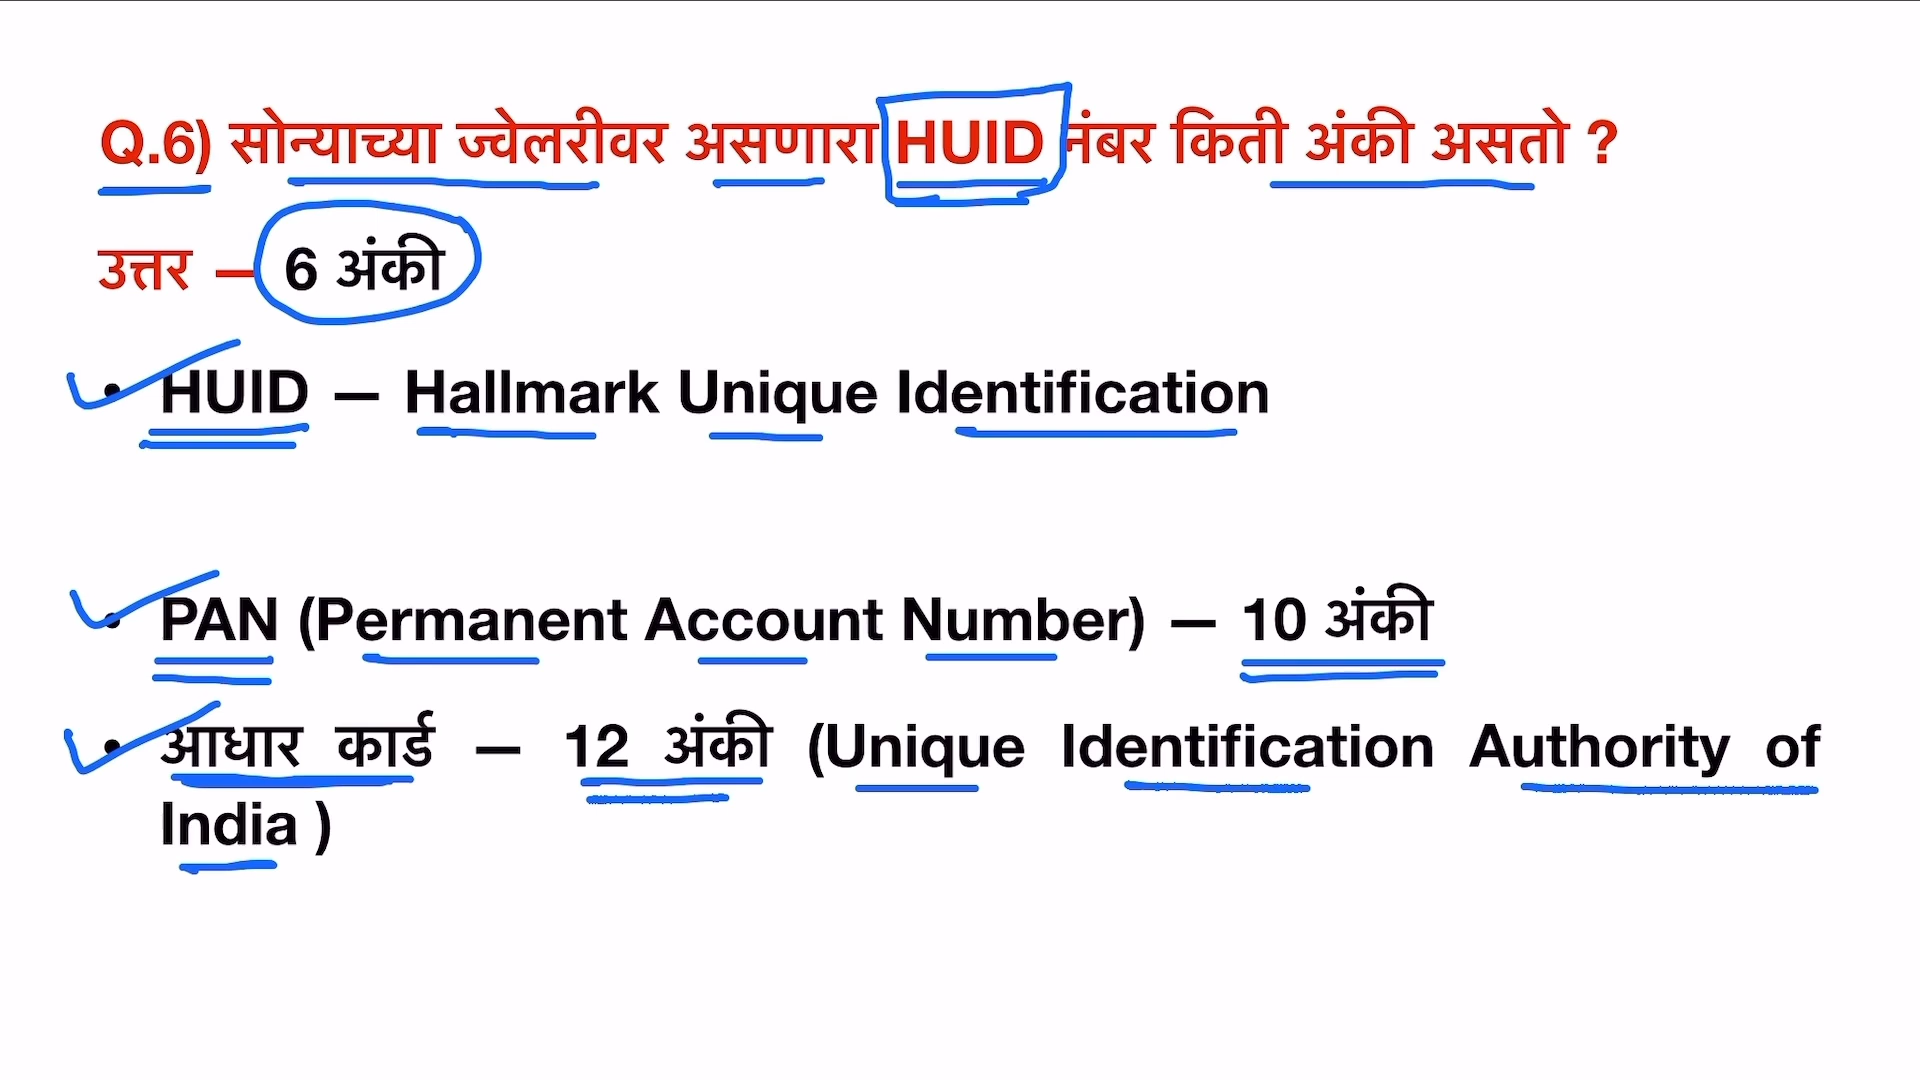 Q.6) सोन्याच्या ज्वेलरीवर असणारा HUID नंबर किती अंकी असतो ?
उत्तर – 6 अंकी
• HUID – Hallmark Unique Identification
• PAN (Permanent Account Number) – 10 अंकी
• आधार कार्ड – 12 अंकी (Unique Identification Authority of
India )